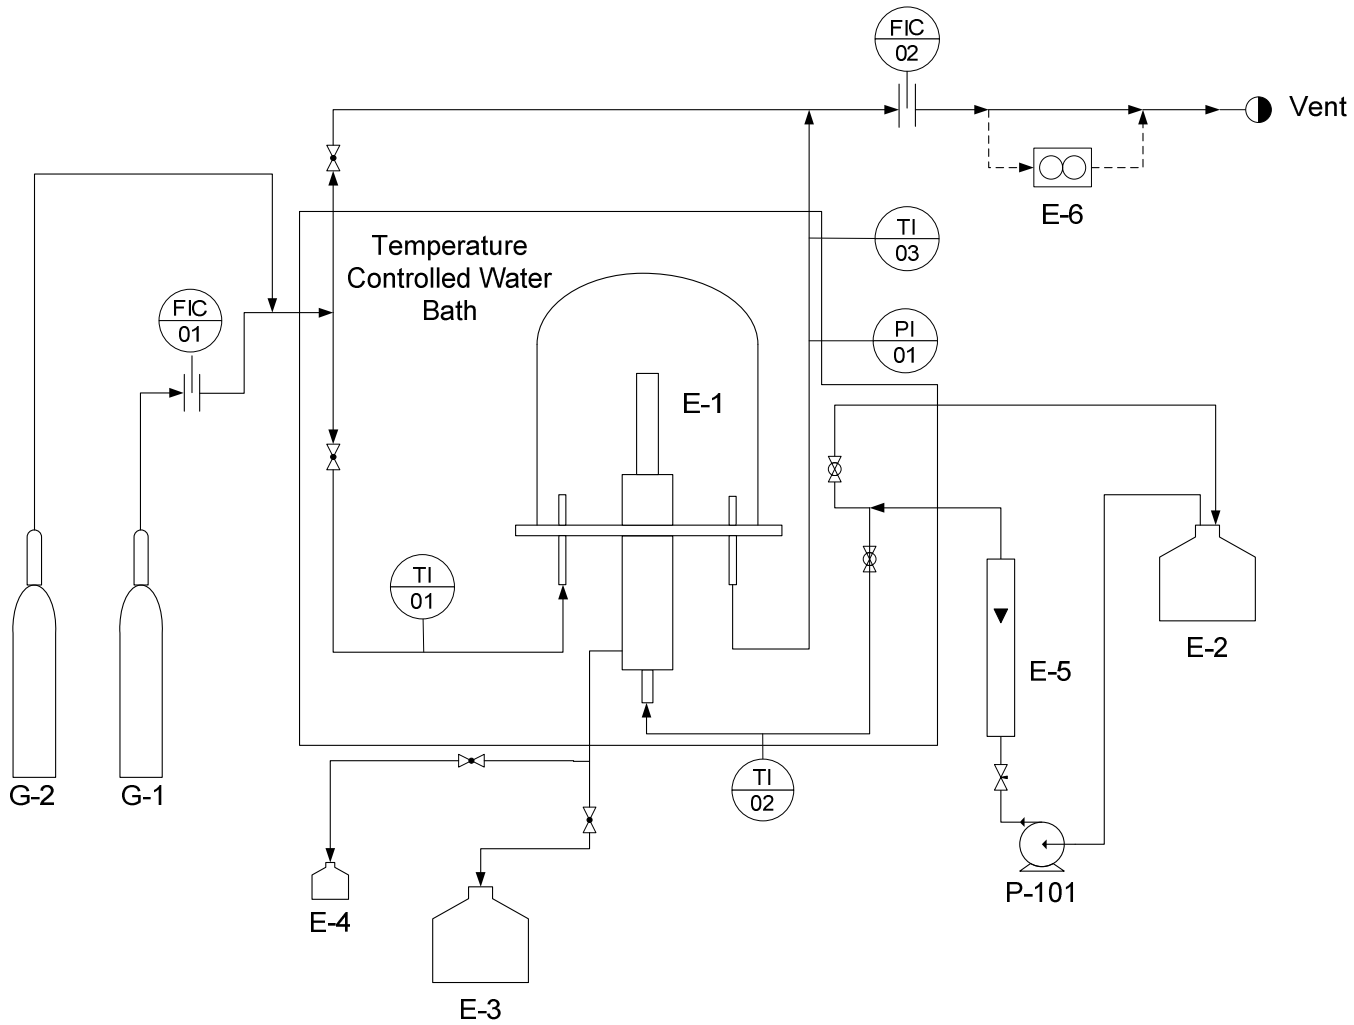 FIC
02
Vent
E-6
TI
03
Temperature
Controlled Water
Bath
FIC
01
PI
01
E-1
TI
01
E-2
E-5
G-2
G-1
TI
02
P-101
E-4
E-3